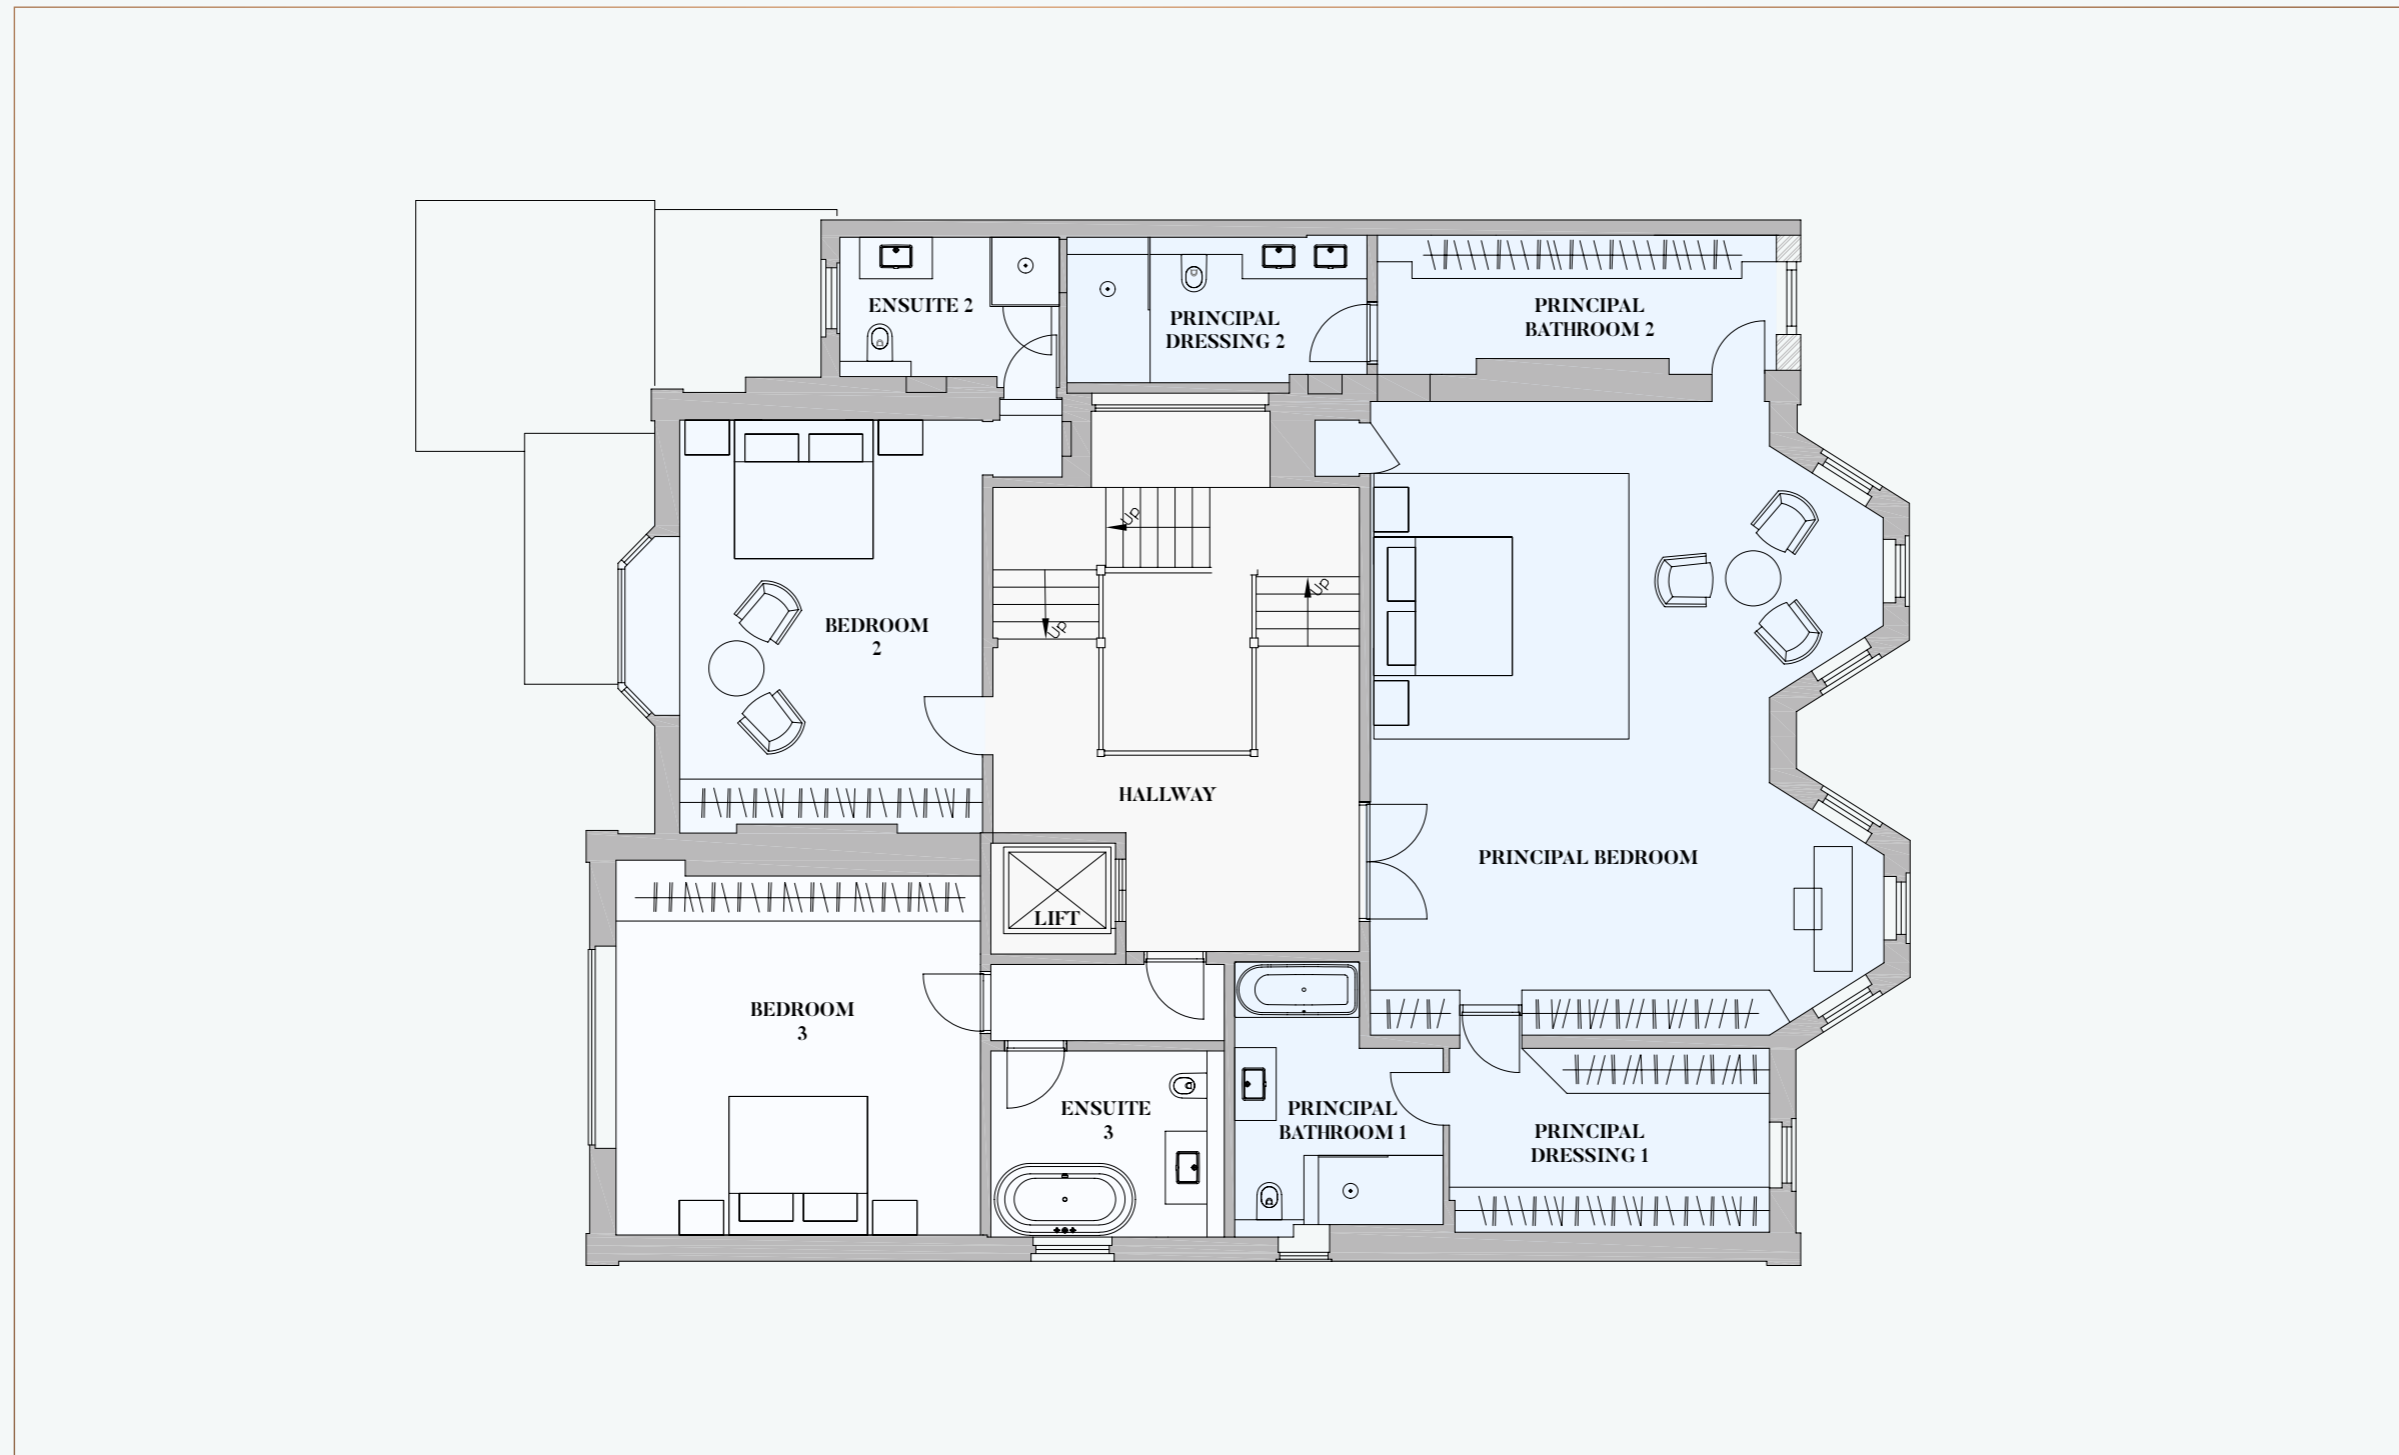 ENSUITE 2
PRINCIPAL
DRESSING 2
PRINCIPAL
BATHROOM 2
Up
Up
Up
BEDROOM
2
HALLWAY
PRINCIPAL BEDROOM
LIFT
BEDROOM
3
ENSUITE
3
PRINCIPAL
BATHROOM 1
PRINCIPAL
DRESSING 1